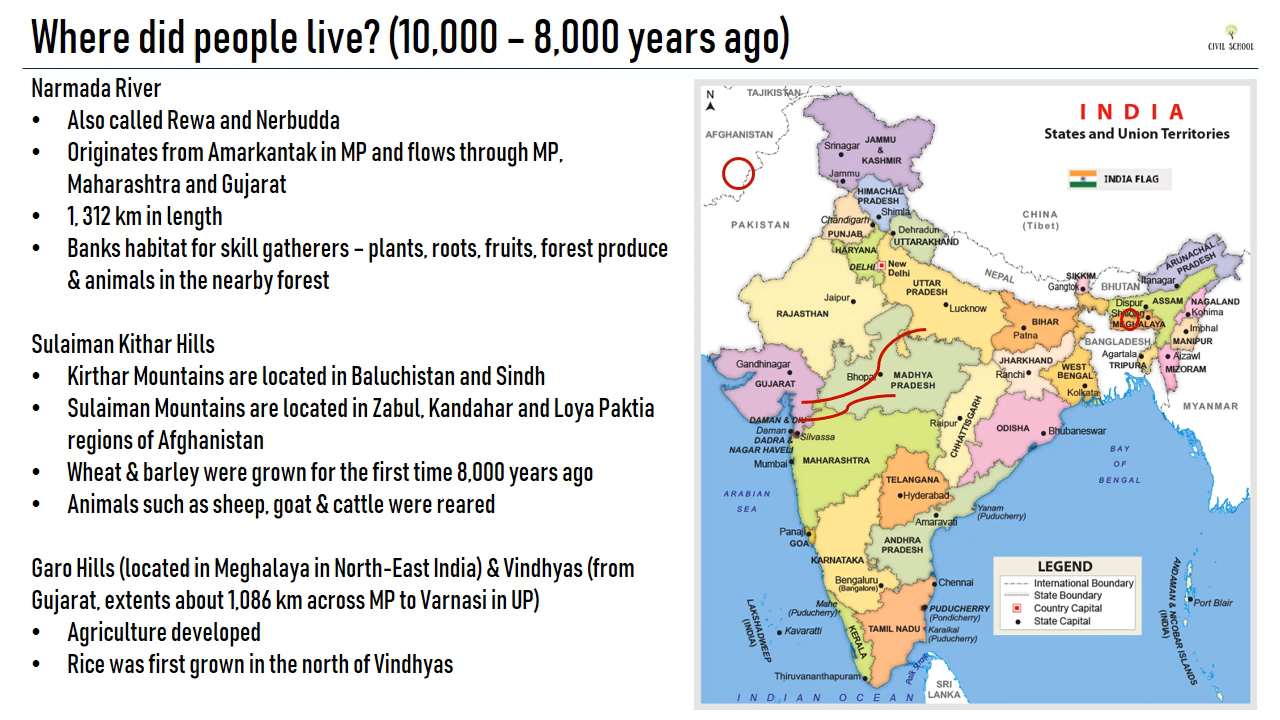 Where did people live? (10,000 – 8,000 years ago)
CIVIL SCHOOL
Narmada River
• Also called Rewa and Nerbudda
• Originates from Amarkantak in MP and flows through MP,
Maharashtra and Gujarat
• 1, 312 km in length
• Banks habitat for skill gatherers – plants, roots, fruits, forest produce
& animals in the nearby forest
Sulaiman Kithar Hills
• Kirthar Mountains are located in Baluchistan and Sindh
• Sulainan Mountains are located in Zabul, Kandahar and Loya Paktia
regions of Afghanistan
• Wheat & barley were grown for the first time 8,000 years ago
• Animals such as sheep, goat & cattle were reared
Garo Hills (located in Meghalaya in North-East India) & Vindhyas (from
Gujarat, extents about 1,086 km across MP to Varnasi in UP)
• Agriculture developed
• Rice was first grown in the north of Vindhyas
N
INDIA
States and Union Territories
INDIA FLAG
TAJIKISTAN
AFGHANISTAN
PAKISTAN
CHINA
(Tibet)
NEPAL
BHUTAN
BANGLADESH
MYANMAR
Srinagar
JAMMU
&
KASHMIR
Jammu
HIMACHAL
PRADESH
Shimla
Chandigarh
PUNJAB
Dehradun
UTTARAKHAND
HARYANA
DELHI
New
Delhi
UTTAR
PRADESH
Lucknow
Jaipur
RAJASTHAN
BIHAR
Patna
SIKKIM
Gangtok
ARUNACHAL
PRADESH
Itanagar
Dispur
ASSAM
Shillong
MEGHALAYA
NAGALAND
Kohima
Imphal
MANIPUR
Agartala
TRIPURA
Aizawl
MIZORAM
Gandhinagar
GUJARAT
Bhopal
MADHYA
PRADESH
JHARKHAND
Ranchi
WEST
BENGAL
Kolkata
DAMAN & DIU
Daman
DADRA &
NAGAR HAVELI
Silvassa
Mumbai
MAHARASHTRA
Raipur
CHHATTISGARH
ODISHA
Bhubaneswar
ARABIAN
SEA
BAY
OF
BENGAL
TELANGANA
Hyderabad
Yanam
(Puducherry)
Amaravati
Panaji
GOA
ANDHRA
PRADESH
KARNATAKA
Bengaluru
(Bangalore)
Chennai
Mahe
(Puducherry)
PUDUCHERRY
(Pondicherry)
Karaikal
(Puducherry)
TAMIL NADU
KERALA
LAKSHADWEEP
(INDIA)
Kavaratti
Thiruvananthapuram
Palk Strait
SRI
LANKA
INDIAN OCEAN
ANDAMAN & NICOBAR ISLANDS
(INDIA)
Port Blair
LEGEND
International Boundary
State Boundary
Country Capital
State Capital